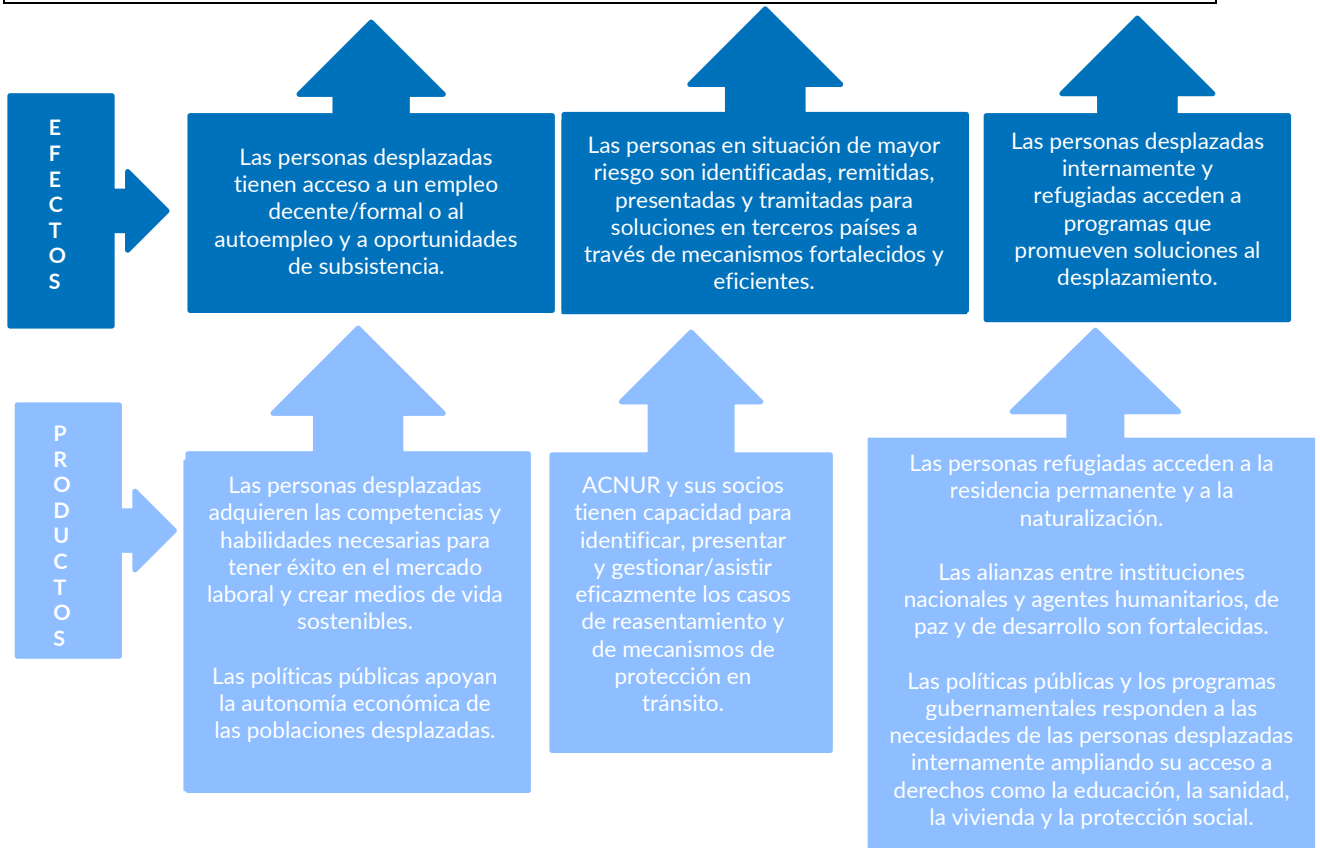 E
F
E
C
T
O
S
Las personas desplazadas
tienen acceso a un empleo
decente/formal o al
autoempleo y a oportunidades
de subsistencia.
Las personas en situación de mayor
riesgo son identificadas, remitidas,
presentadas y tramitadas para
soluciones en terceros países a
través de mecanismos fortalecidos y
eficientes.
Las personas desplazadas
internamente y
refugiadas acceden a
programas que
promueven soluciones al
desplazamiento.
P
R
O
D
U
C
T
O
S
Las personas desplazadas
adquieren las competencias y
habilidades necesarias para
tener éxito en el mercado
laboral y crear medios de vida
sostenibles.
Las políticas públicas apoyan
la autonomía económica de
las poblaciones desplazadas.
ACNUR y sus socios
tienen capacidad para
identificar, presentar
y gestionar/asistir
eficazmente los casos
de reasentamiento y
de mecanismos de
protección en
tránsito.
Las personas refugiadas acceden a la
residencia permanente y a la
naturalización.
Las alianzas entre instituciones
nacionales y agentes humanitarios, de
paz y de desarrollo son fortalecidas.
Las políticas públicas y los programas
gubernamentales responden a las
necesidades de las personas desplazadas
internamente ampliando su acceso a
derechos como la educación, la sanidad,
la vivienda y la protección social.